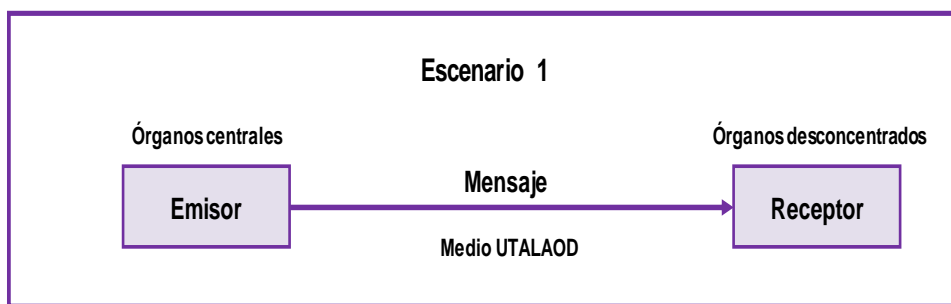 Escenario 1
Órganos centrales
Órganos desconcentrados
Emisor
Mensaje
Receptor
Medio UTALAOD